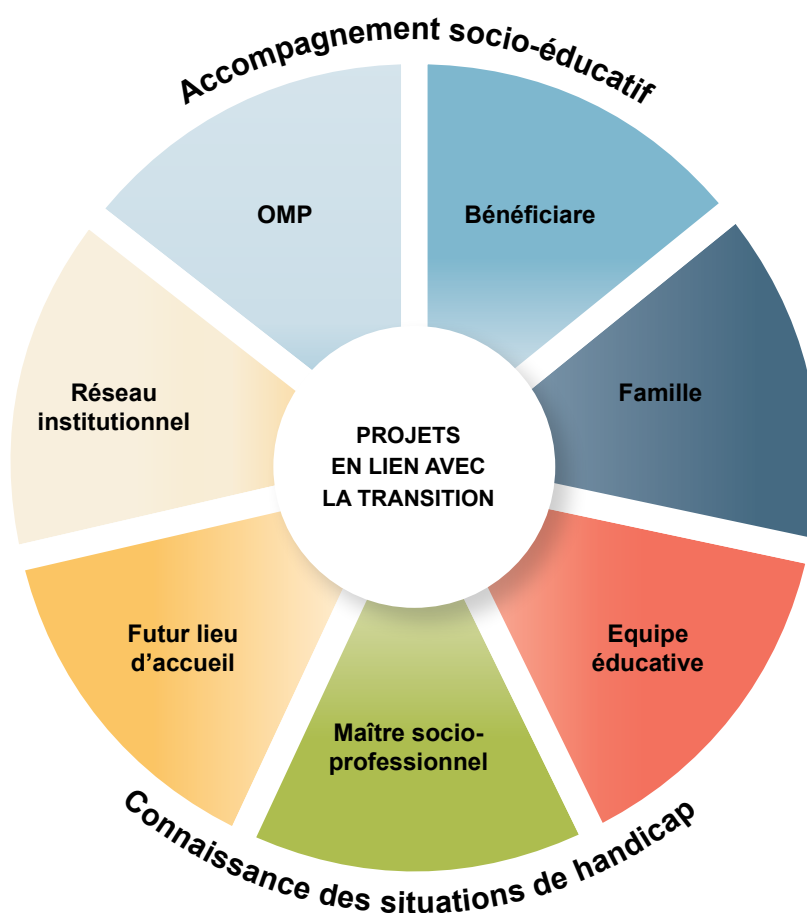 Accompagnement socio-éducatif
OMP
Bénéficiare
Réseau
institutionnel
Famille
PROJETS
EN LIEN AVEC
LA TRANSITION
Futur lieu
d’accueil
Equipe
éducative
Maître socio-
professionnel
Connaissance des situations de handicap